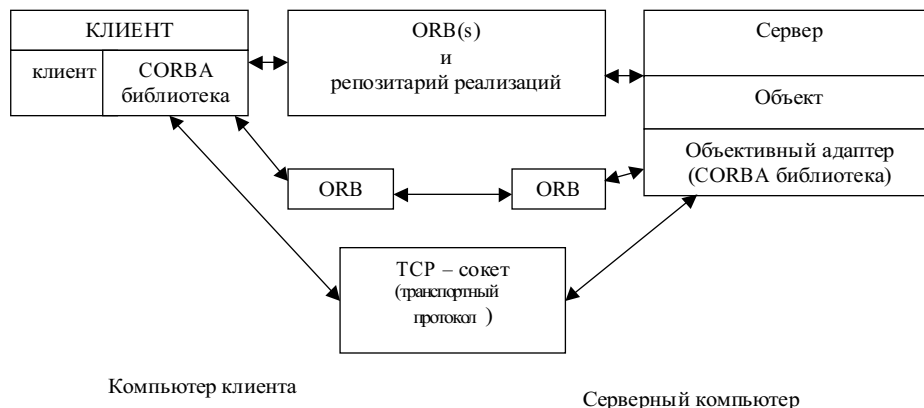 КЛИЕНТ
клиент
CORBA
библиотека
ORB(s)
и
репозитарий реализаций
Сервер
Объект
Объективный адаптер
(CORBA библиотека)
ORB
ORB
TCP – сокет
(транспортный
протокол )
Компьютер клиента
Серверный компьютер